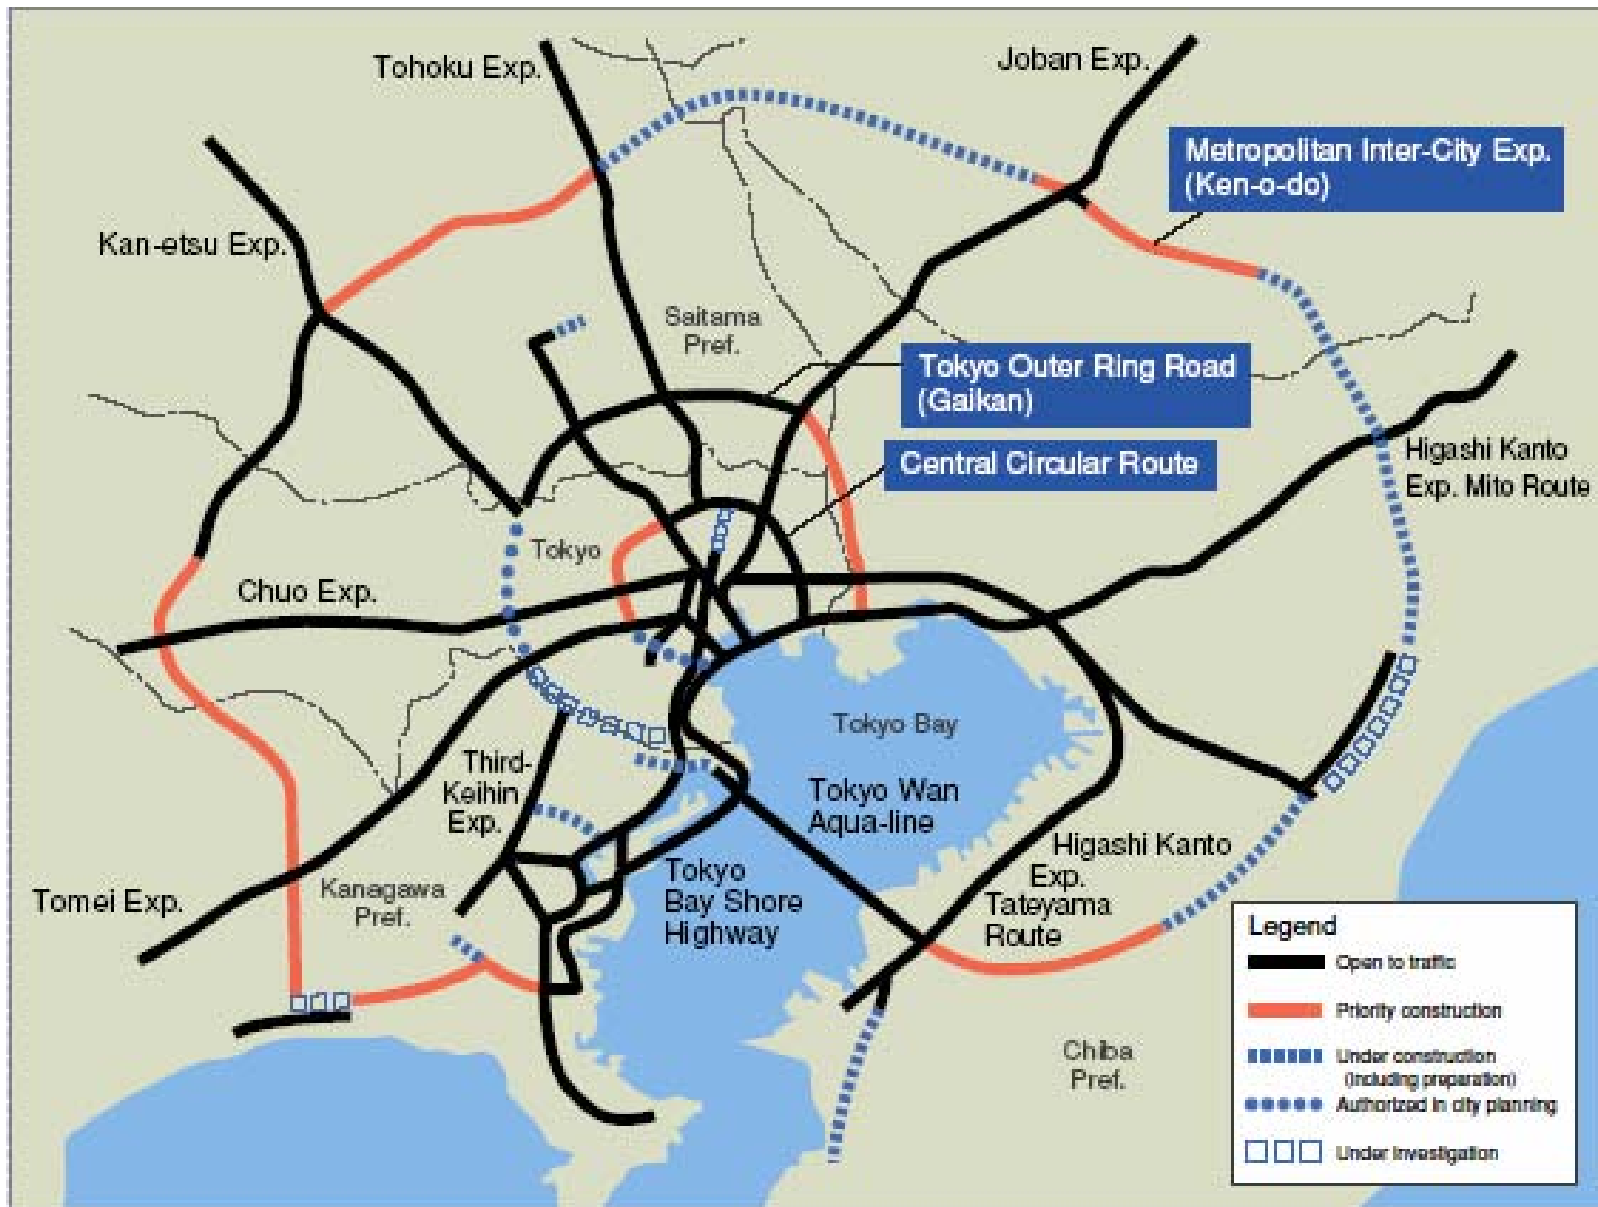 Tohoku Exp.
Joban Exp.
Metropolitan Inter-City Exp.
(Ken-o-do)
Kan-etsu Exp.
Saitama
Pref.
Tokyo Outer Ring Road
(Gaikan)
Central Circular Route
Higashi Kanto
Exp. Mito Route
Tokyo
Chuo Exp.
Tokyo Bay
Third-
Keihin
Exp.
Tokyo Wan
Aqua-line
Higashi Kanto
Exp.
Tateyama
Route
Tokyo
Bay Shore
Highway
Tomei Exp.
Kanagawa
Pref.
Chiba
Pref.
Legend
Open to traffic
Priority construction
Under construction
(including preparation)
Authorized in city planning
Under investigation